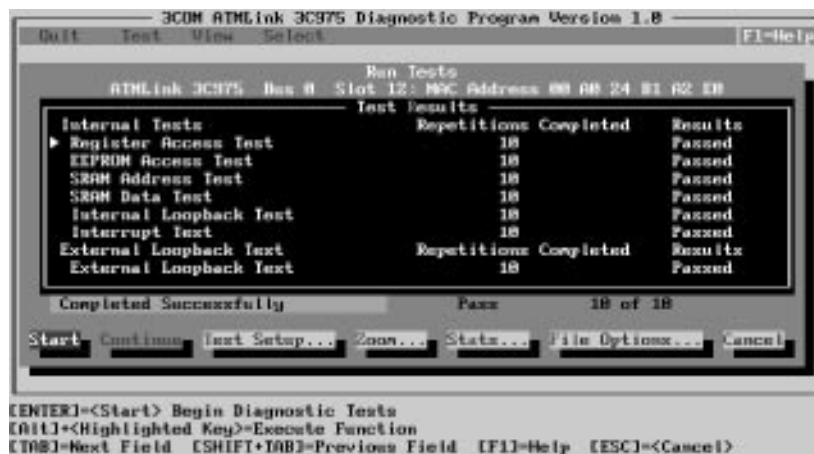 3COM ATMLink 3C975 Diagnostic Program Version 1.0
Quit Test View Select F1=Help
Run Tests
ATMLink 3C975 Bus 0 Slot 12: MAC Address 00 A0 24 B1 A2 E0
Test Results
Internal Tests Repetitions Completed Results
Register Access Test 10 Passed
EEPROM Access Test 10 Passed
SRAM Address Test 10 Passed
SRAM Data Test 10 Passed
Internal Loopback Test 10 Passed
Interrupt Test 10 Passed
External Loopback Test Repetitions Completed Results
External Loopback Test 10 Passed
Completed Successfully Pass 10 of 10
Start Continue Test Setup... Zoom... Stats... File Options... Cancel
[ENTER]=<Start> Begin Diagnostic Tests
[Alt]+<Highlighted Key>=Execute Function
[TAB]=Next Field [SHIFT+TAB]=Previous Field [F1]=Help [ESC]=<Cancel>